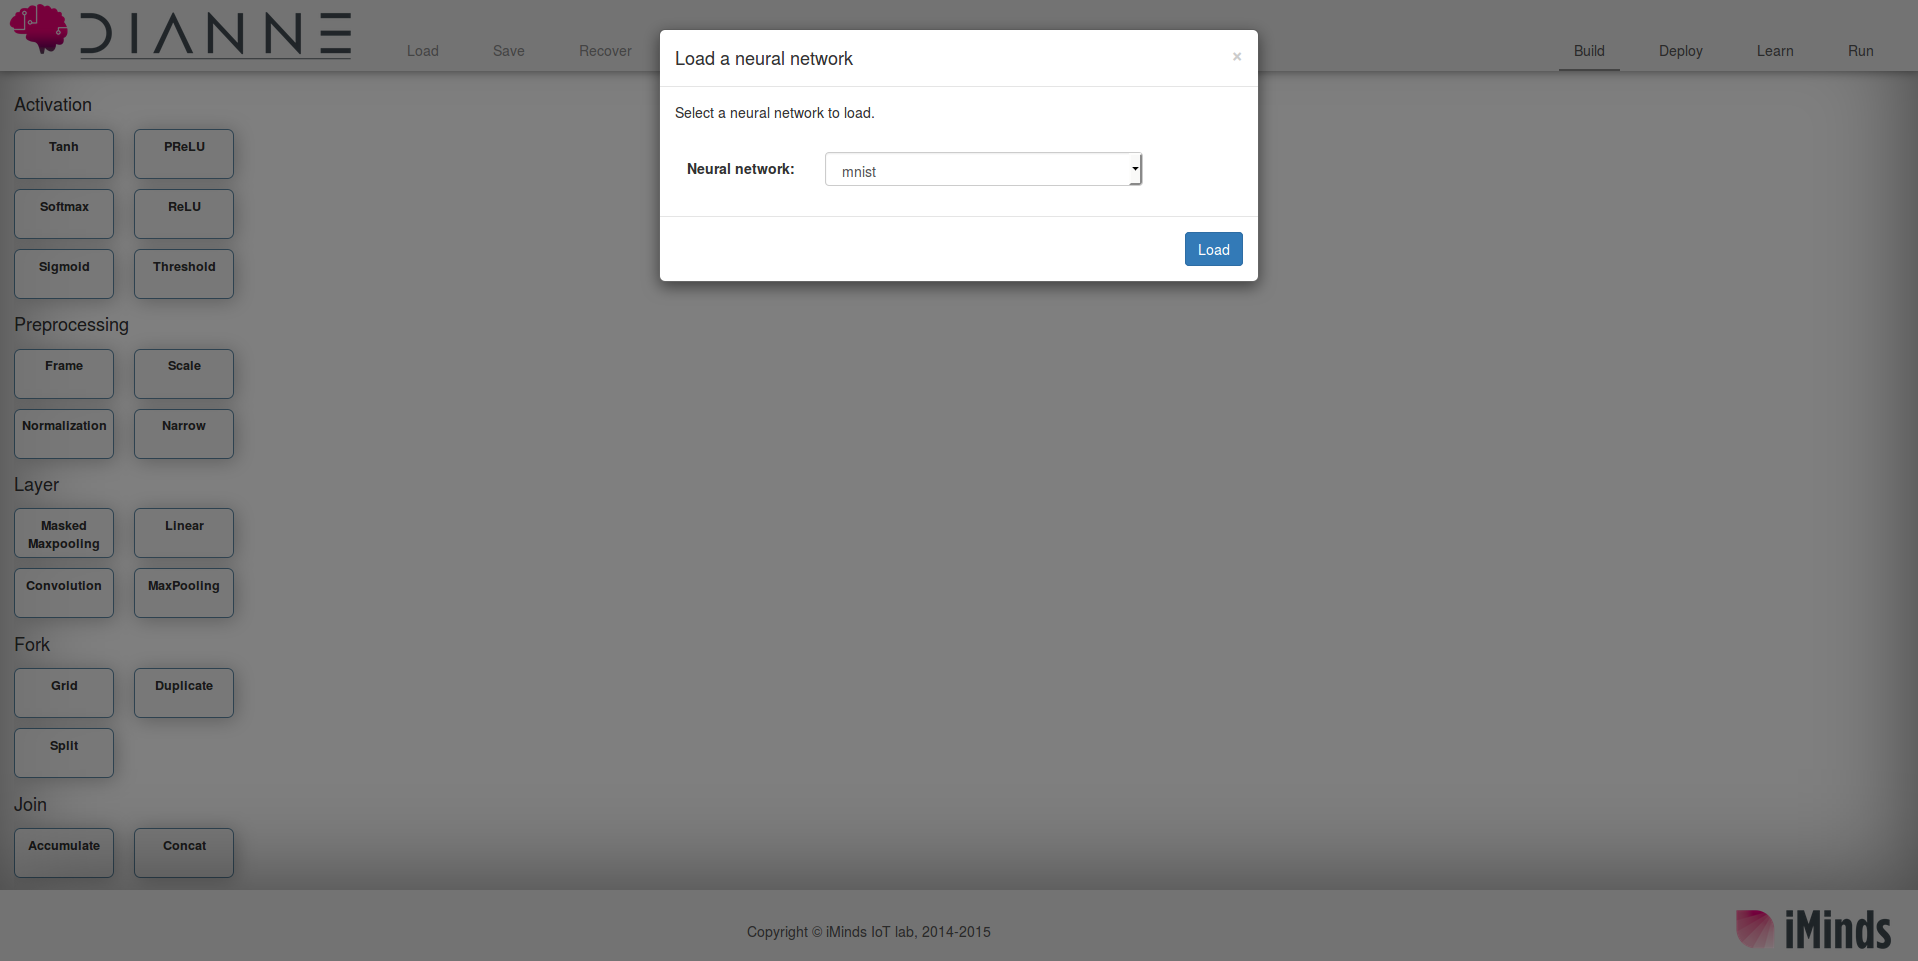 DIANNE
Load Save Recover
Build Deploy Learn Run
Load a neural network ×
Select a neural network to load.
Neural network: mnist
Load
Activation
Tanh PReLU
Softmax ReLU
Sigmoid Threshold
Preprocessing
Frame Scale
Normalization Narrow
Layer
Masked
Maxpooling
Linear
Convolution MaxPooling
Fork
Grid Duplicate
Split
Join
Accumulate Concat
Copyright © iMinds IoT lab, 2014-2015
iMinds